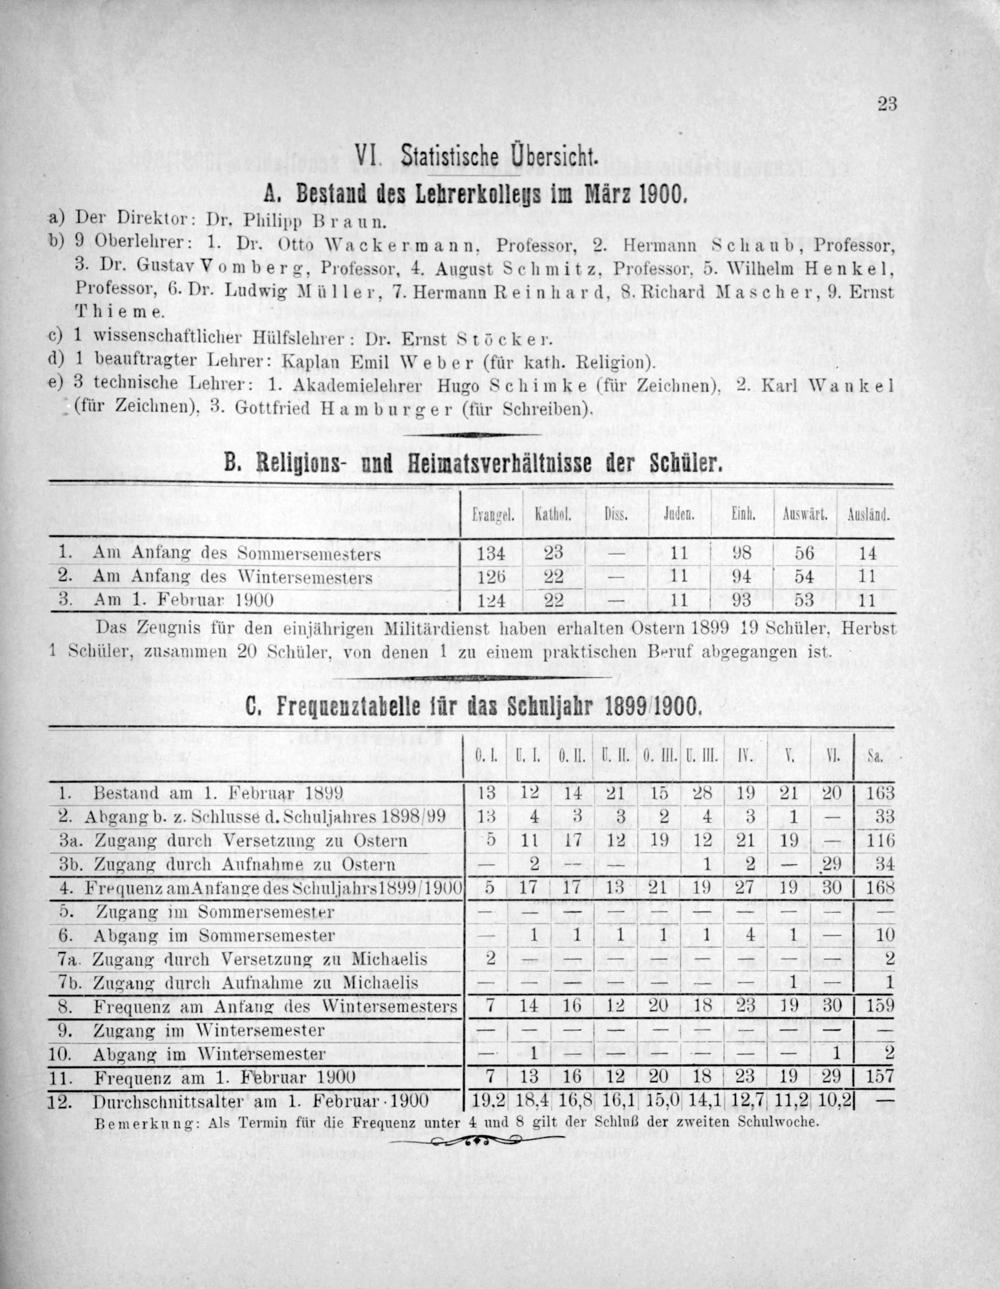 23
VI. Statistische Übersicht.
A. Bestand des Lehrerkollegs im März 1900.
a) Der Direktor: Dr. Philipp Braun.
b) 9 Oberlehrer: 1. Dr. Otto Wackermann, Professor, 2. Hermann Schaub, Professor,
3. Dr. Gustav Vomberg, Professor, 4. August Schmitz, Professor, 5. Wilhelm Henkel,
Professor, 6. Dr. Ludwig Müller, 7. Hermann Reinhard, 8. Richard Mascher, 9. Ernst
Thieme.
c) 1 wissenschaftlicher Hülfslehrer: Dr. Ernst Stöcker.
d) 1 beauftragter Lehrer: Kaplan Emil Weber (für kath. Religion).
e) 3 technische Lehrer: 1. Akademielehrer Hugo Schimke (für Zeichnen), 2. Karl Wankel
(für Zeichnen), 3. Gottfried Hamburger (für Schreiben).
B. Religions- und Heimatsverhältnisse der Schüler.
Evangel. Kathol. Diss. Juden. Einh. Auswärt. Ausländ.
1. Am Anfang des Sommersemesters 134 23 — 11 98 56 14
2. Am Anfang des Wintersemesters 126 22 — 11 94 54 11
3. Am 1. Februar 1900 124 22 — 11 93 53 11
Das Zeugnis für den einjährigen Militärdienst haben erhalten Ostern 1899 19 Schüler, Herbst
1 Schüler, zusammen 20 Schüler, von denen 1 zu einem praktischen Beruf abgegangen ist.
C. Frequenztabelle für das Schuljahr 1899/1900.
O. I. U. I. O. II. U. II. O. III. U. III. IV. V. VI. Sa.
1. Bestand am 1. Februar 1899 13 12 14 21 15 28 19 21 20 163
2. Abgang b. z. Schlusse d. Schuljahres 1898/99 13 4 3 3 2 4 3 1 — 33
3a. Zugang durch Versetzung zu Ostern 5 11 17 12 19 12 21 19 — 116
3b. Zugang durch Aufnahme zu Ostern — 2 — — 1 2 — 29 34
4. Frequenz am Anfange des Schuljahrs 1899/1900 5 17 17 13 21 19 27 19 30 168
5. Zugang im Sommersemester — — — — — — — — — —
6. Abgang im Sommersemester — 1 1 1 1 1 4 1 — 10
7a. Zugang durch Versetzung zu Michaelis 2 — — — — — — — — 2
7b. Zugang durch Aufnahme zu Michaelis — — — — — — — 1 — 1
8. Frequenz am Anfang des Wintersemesters 7 14 16 12 20 18 23 19 30 159
9. Zugang im Wintersemester — — — — — — — — — —
10. Abgang im Wintersemester — 1 — — — — — — 1 2
11. Frequenz am 1. Februar 1900 7 13 16 12 20 18 23 19 29 157
12. Durchschnittsalter am 1. Februar 1900 19,2 18,4 16,8 16,1 15,0 14,1 12,7 11,2 10,2 —
Bemerkung: Als Termin für die Frequenz unter 4 und 8 gilt der Schluß der zweiten Schulwoche.